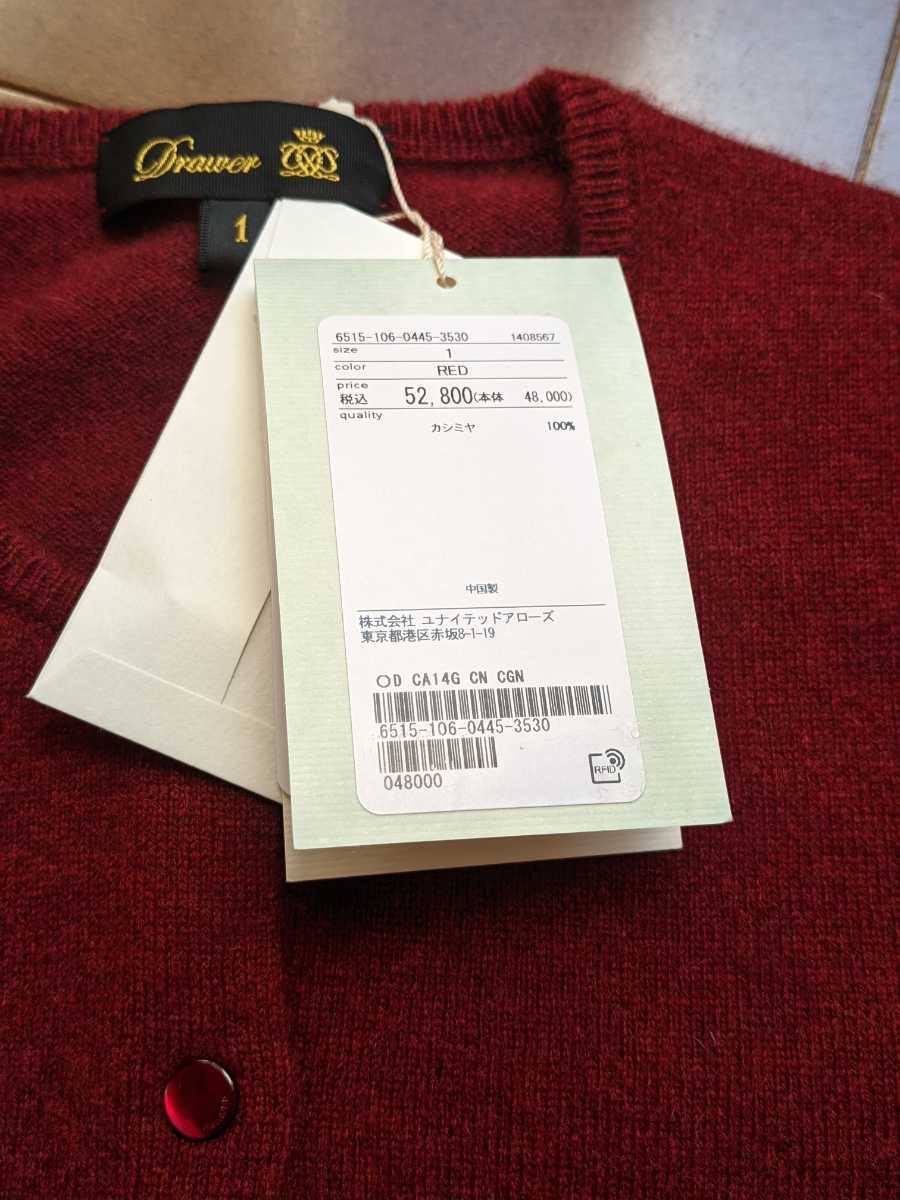 Drawer
1
6515-106-0445-3530 1408567
size 1
color RED
price
税込 52,800(本体 48,000)
quality
カシミヤ 100%
中国製
株式会社 ユナイテッドアローズ
東京都港区赤坂8-1-19
〇D CA14G CN CGN
6515-106-0445-3530
048000
RFID